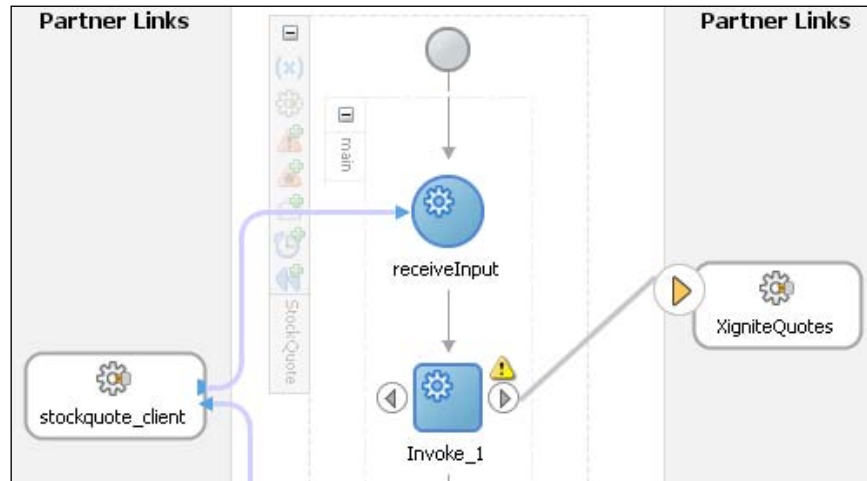 Partner Links
Partner Links
(x)
main
receiveInput
StockQuote
XigniteQuotes
stockquote_client
Invoke_1